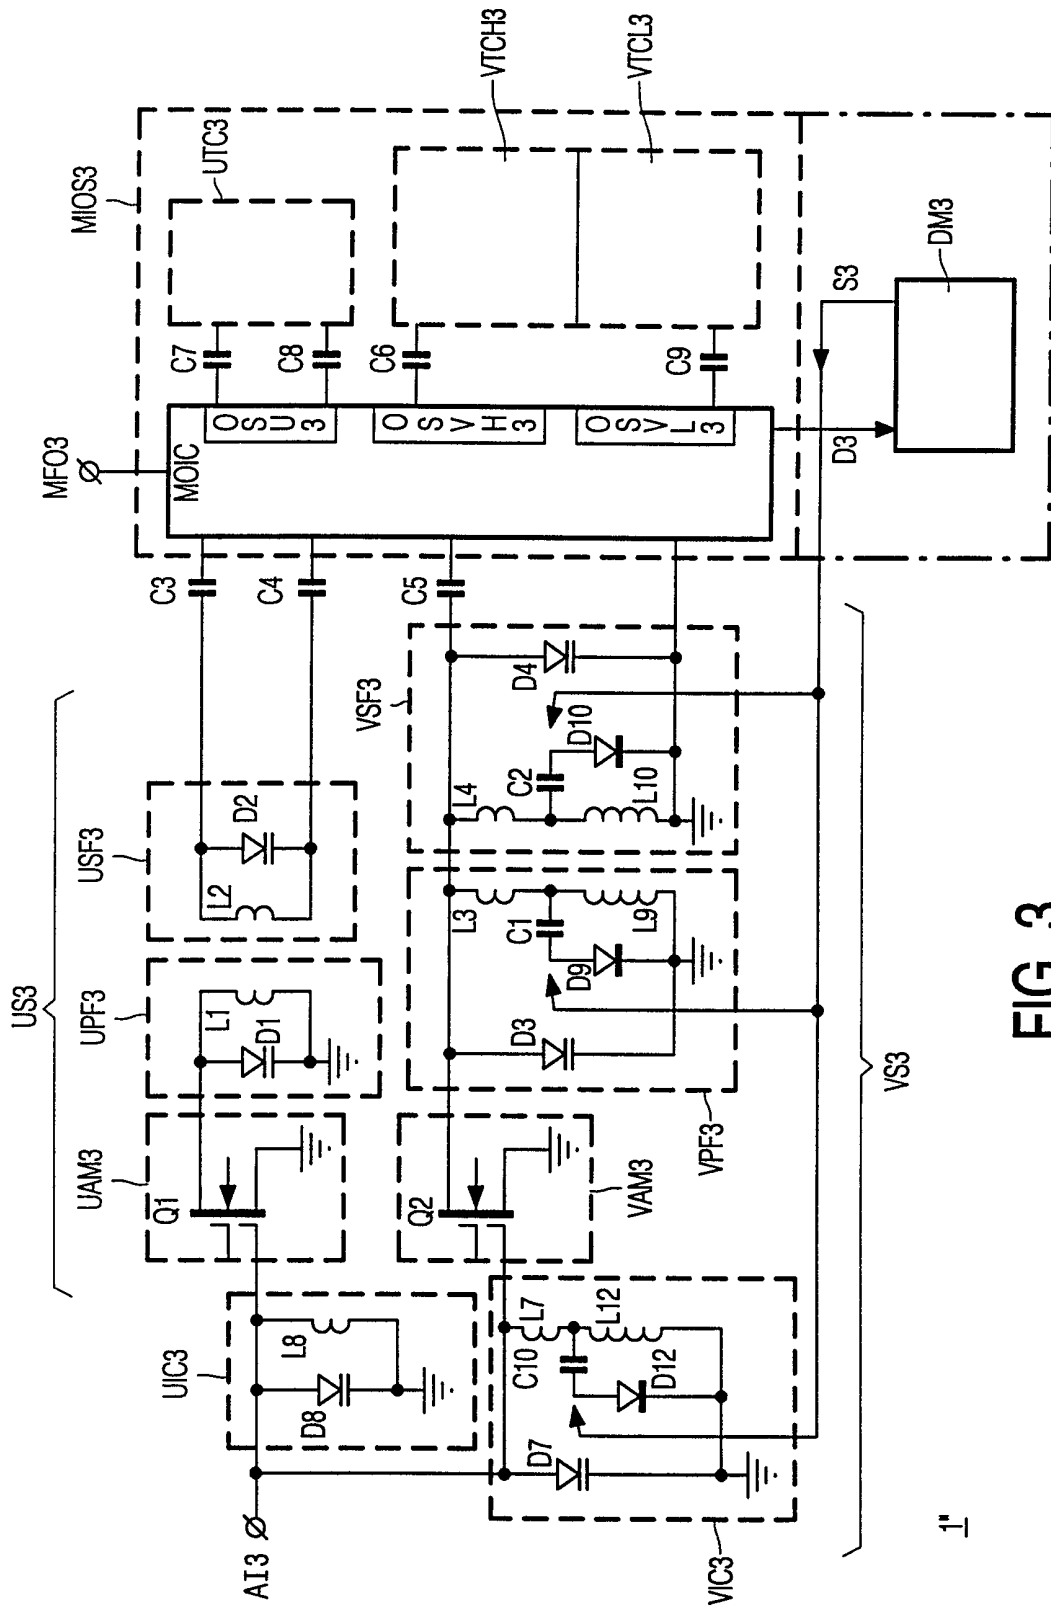 US3
VS3
UIC3
UAM3
UPF3
USF3
MFO3
MIOS3
UTC3
VTCH3
VTCL3
AI3
D8
L8
Q1
D1
L1
L2
D2
C3
C4
MOIC
OSU3
C7
C8
OSVH3
C6
OSVL3
C9
D7
C10
L7
D12
L12
VIC3
Q2
VAM3
D3
D9
C1
L3
L9
VPF3
VSF3
L4
C2
L10
D10
D4
C5
D3
S3
DM3
1"
FIG. 3